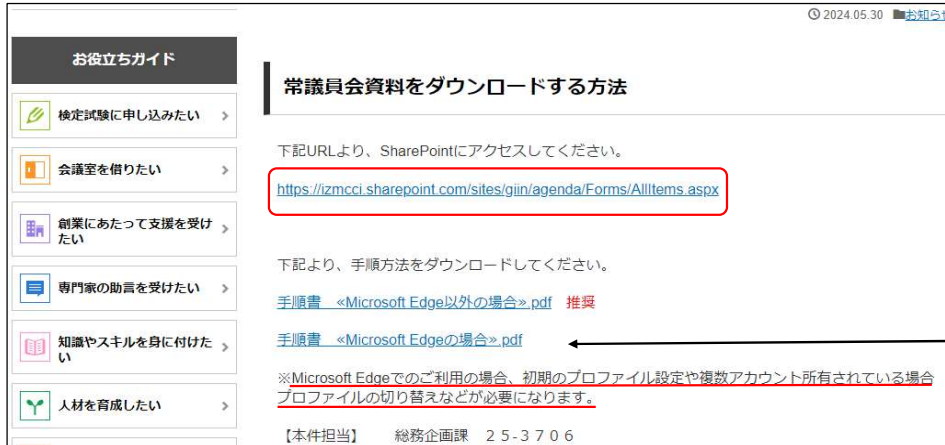 2024.05.30 お知らせ
お役立ちガイド
検定試験に申し込みたい
会議室を借りたい
創業にあたって支援を受け
たい
専門家の助言を受けたい
知識やスキルを身に付けた
い
人材を育成したい
常議員会資料をダウンロードする方法
下記URLより、SharePointにアクセスしてください。
https://izmcci.sharepoint.com/sites/giin/agenda/Forms/AllItems.aspx
下記より、手順方法をダウンロードしてください。
手順書 «Microsoft Edge以外の場合».pdf 推奨
手順書 «Microsoft Edgeの場合».pdf
※Microsoft Edgeでのご利用の場合、初期のプロファイル設定や複数アカウント所有されている場合
プロファイルの切り替えなどが必要になります。
【本件担当】 総務企画課 ２５-３７０６